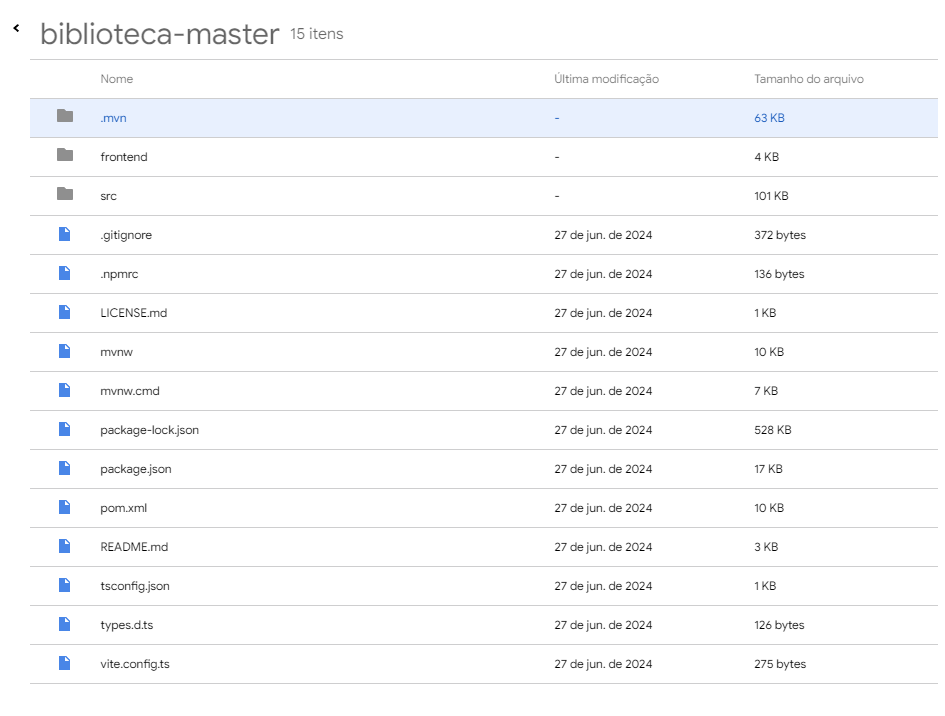 biblioteca-master 15 itens
Nome Última modificação Tamanho do arquivo
.mvn - 63 KB
frontend - 4 KB
src - 101 KB
.gitignore 27 de jun. de 2024 372 bytes
.npmrc 27 de jun. de 2024 136 bytes
LICENSE.md 27 de jun. de 2024 1 KB
mvnw 27 de jun. de 2024 10 KB
mvnw.cmd 27 de jun. de 2024 7 KB
package-lock.json 27 de jun. de 2024 528 KB
package.json 27 de jun. de 2024 17 KB
pom.xml 27 de jun. de 2024 10 KB
README.md 27 de jun. de 2024 3 KB
tsconfig.json 27 de jun. de 2024 1 KB
types.d.ts 27 de jun. de 2024 126 bytes
vite.config.ts 27 de jun. de 2024 275 bytes